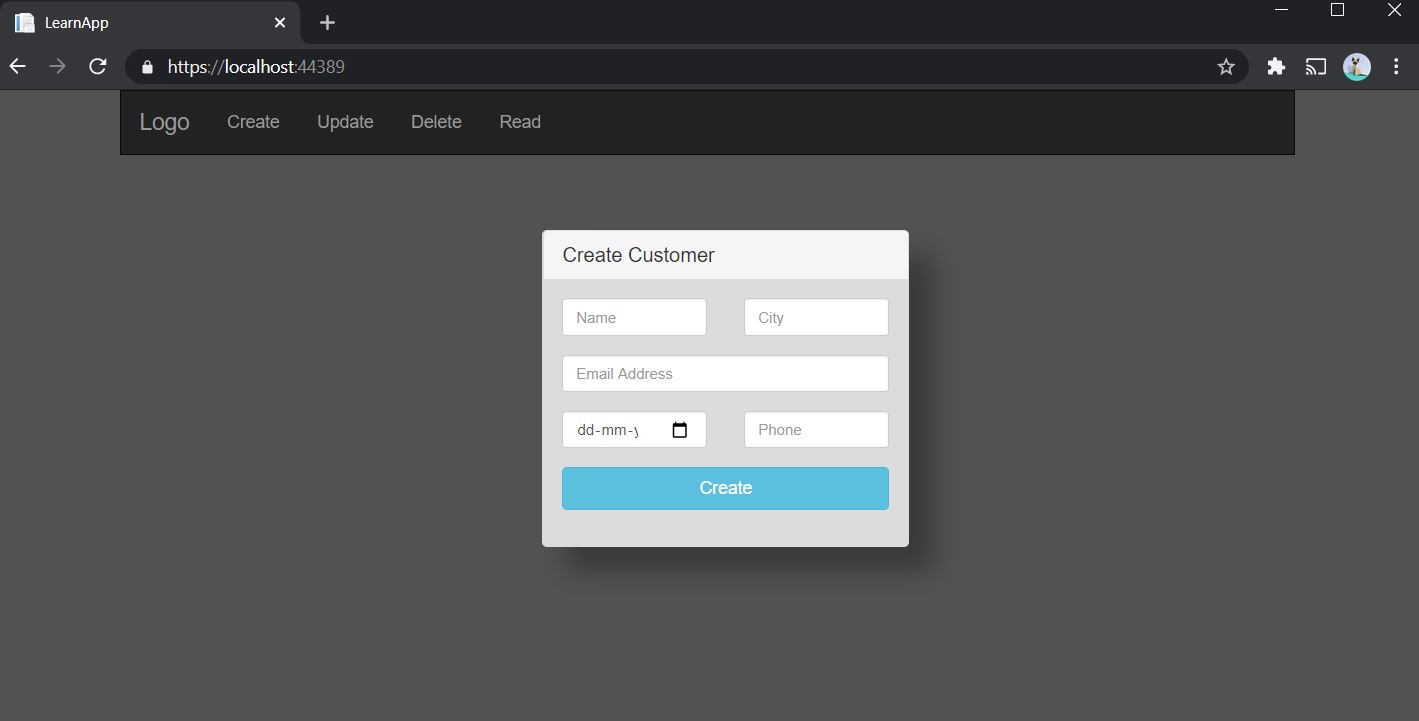 LearnApp
https://localhost:44389
Logo Create Update Delete Read
Create Customer
Name City
Email Address
dd-mm-y Phone
Create